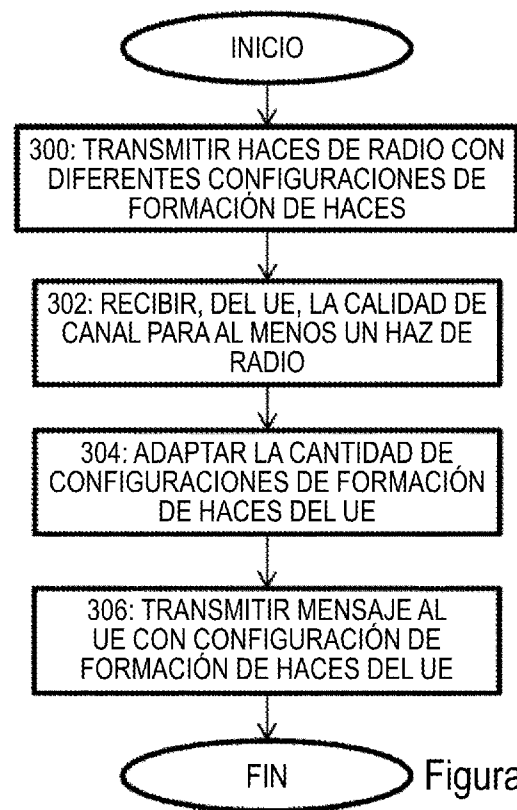 INICIO
300: TRANSMITIR HACES DE RADIO CON
DIFERENTES CONFIGURACIONES DE
FORMACIÓN DE HACES
302: RECIBIR, DEL UE, LA CALIDAD DE
CANAL PARA AL MENOS UN HAZ DE
RADIO
304: ADAPTAR LA CANTIDAD DE
CONFIGURACIONES DE FORMACIÓN
DE HACES DEL UE
306: TRANSMITIR MENSAJE AL
UE CON CONFIGURACIÓN DE
FORMACIÓN DE HACES DEL UE
FIN
Figura